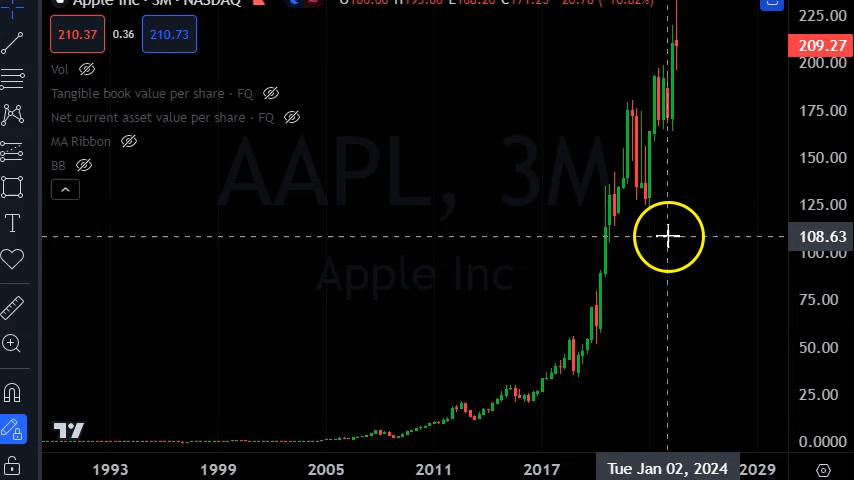 Apple Inc · 3M · NASDAQ
225.00
210.37 0.36 210.73
209.27
200.00
Vol
Tangible book value per share · FQ
175.00
Net current asset value per share · FQ
MA Ribbon
150.00
BB
AAPL, 3M
125.00
108.63
100.00
Apple Inc
75.00
50.00
25.00
0.0000
1993 1999 2005 2011 2017 Tue Jan 02, 2024 2029